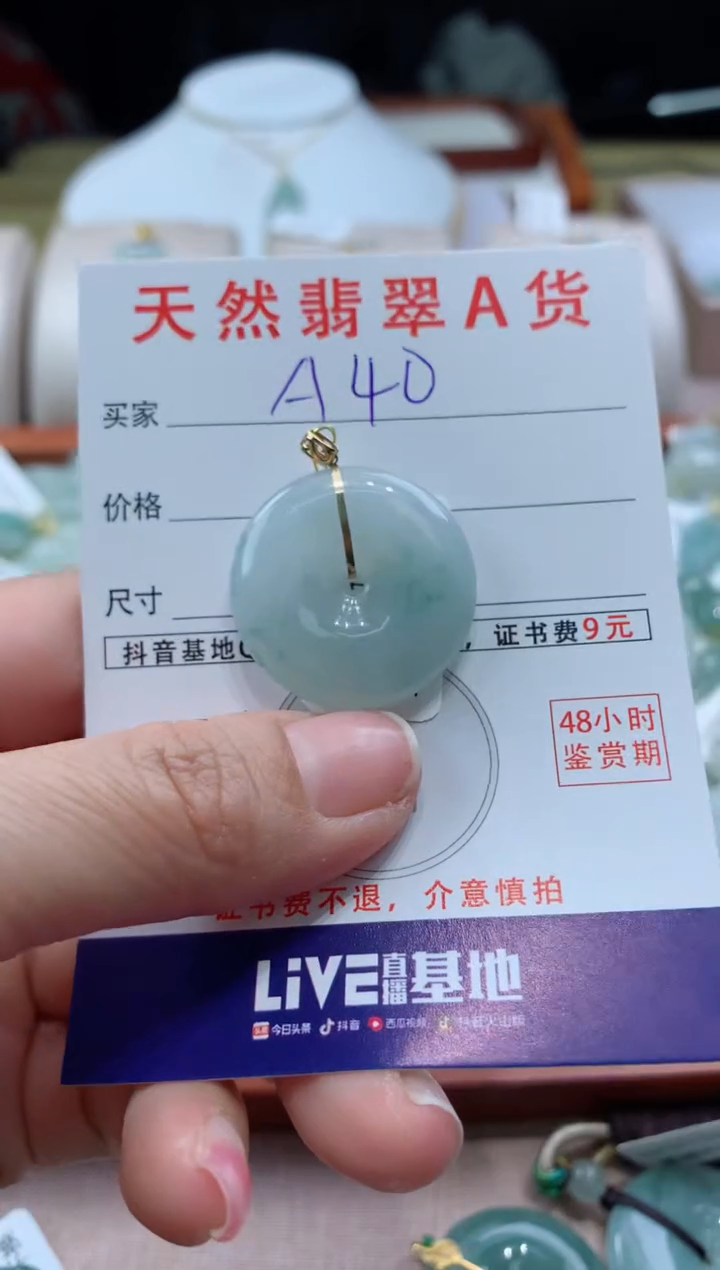 天然翡翠A货
买家 A40
价格
尺寸
抖音基地 ，证书费9元
48小时
鉴赏期
证书费不退，介意慎拍
LiVE直播基地
今日头条 抖音 西瓜视频 抖音火山版